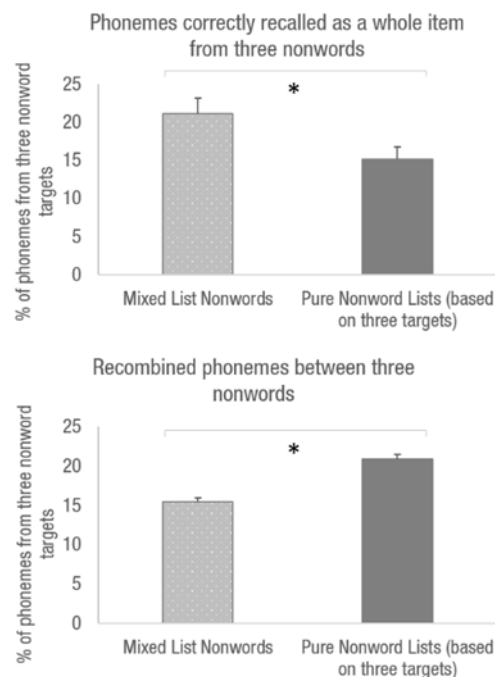 Phonemes correctly recalled as a whole item
from three nonwords
% of phonemes from three nonword
targets
25
20
15
10
5
0
*
Mixed List Nonwords
Pure Nonword Lists (based
on three targets)
Recombined phonemes between three
nonwords
% of phonemes from three nonword
targets
25
20
15
10
5
0
*
Mixed List Nonwords
Pure Nonword Lists (based
on three targets)